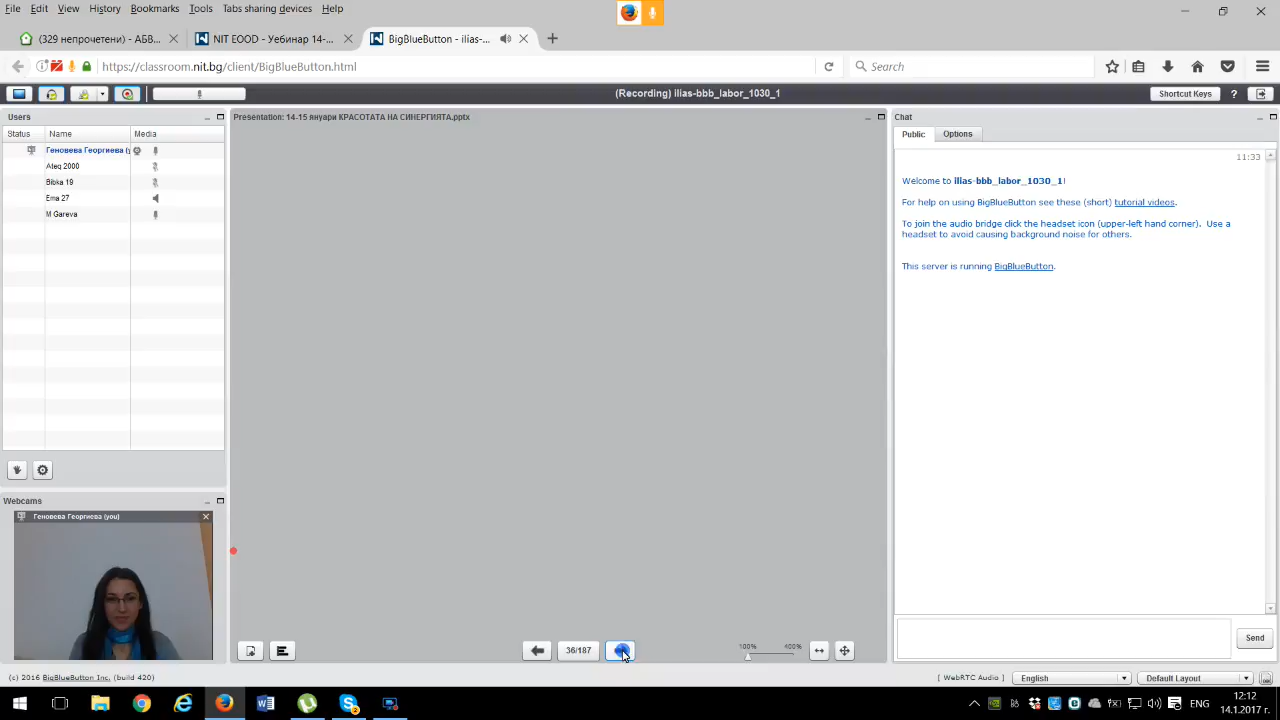 File Edit View History Bookmarks Tools Tabs sharing devices Help
(329 непрочетени) - АБВ...
NIT EOOD - Уебинар 14-...
BigBlueButton - ilias-...
https://classroom.nit.bg/client/BigBlueButton.html
Search
(Recording) ilias-bbb_labor_1030_1
Shortcut Keys
?
Users
Status Name Media
Геновева Георгиева (
Ateq 2000
Bibka 19
Ema 27
M Gareva
Presentation: 14-15 януари КРАСОТАТА НА СИНЕРГИЯТА.pptx
Chat
Public Options
11:33
Welcome to ilias-bbb_labor_1030_1!
For help on using BigBlueButton see these (short) tutorial videos.
To join the audio bridge click the headset icon (upper-left hand corner). Use a
headset to avoid causing background noise for others.
This server is running BigBlueButton.
Webcams
Геновева Георгиева (you)
36/187
100% 400%
Send
(c) 2016 BigBlueButton Inc. (build 420)
[ WebRTC Audio ]
English
Default Layout
ENG
12:12
14.1.2017 г.